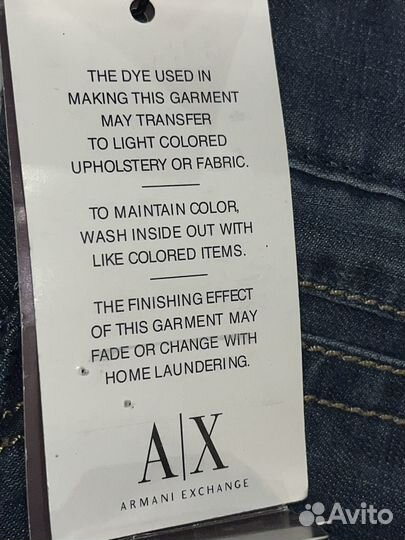 THE DYE USED IN
MAKING THIS GARMENT
MAY TRANSFER
TO LIGHT COLORED
UPHOLSTERY OR FABRIC.
TO MAINTAIN COLOR,
WASH INSIDE OUT WITH
LIKE COLORED ITEMS.
THE FINISHING EFFECT
OF THIS GARMENT MAY
FADE OR CHANGE WITH
HOME LAUNDERING.
A|X
ARMANI EXCHANGE
Avito